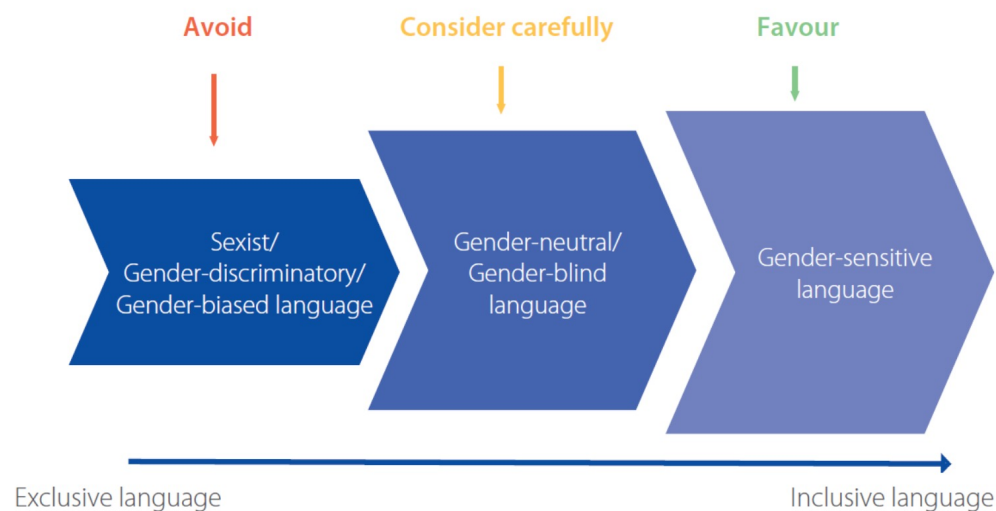 Avoid
Consider carefully
Favour
Sexist/
Gender-discriminatory/
Gender-biased language
Gender-neutral/
Gender-blind
language
Gender-sensitive
language
Exclusive language
Inclusive language